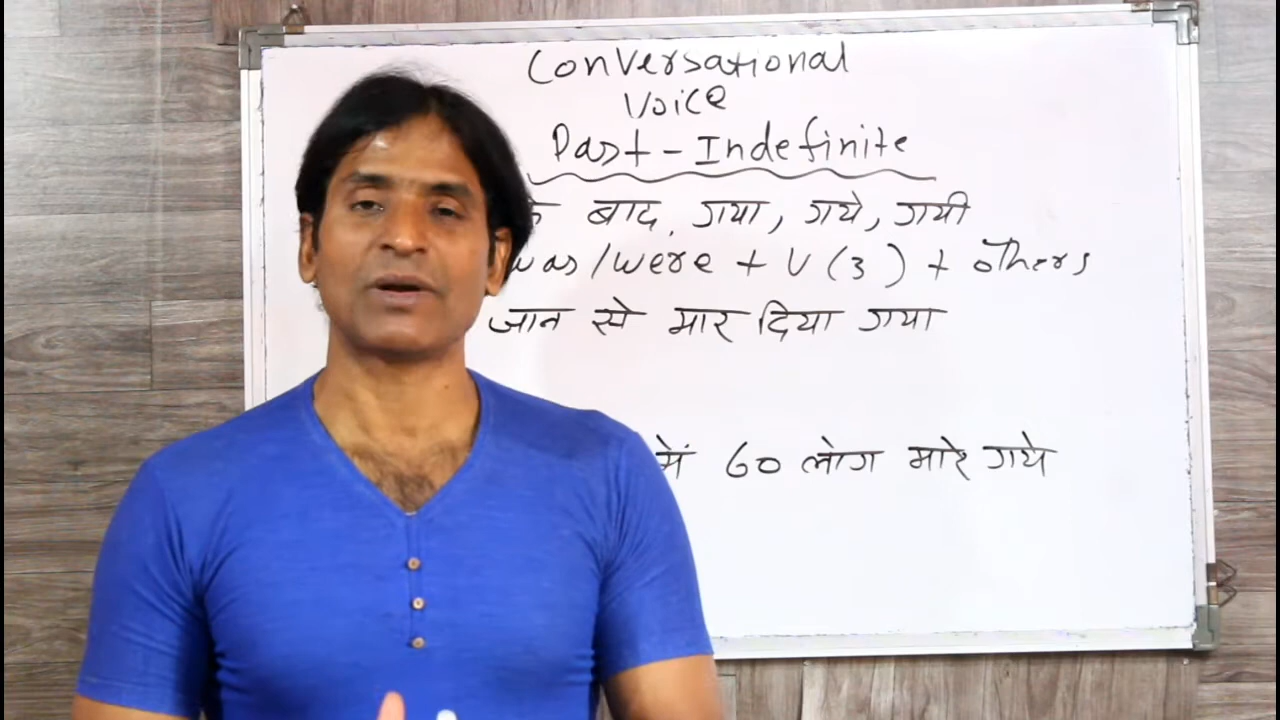 Conversational
Voice
Past - Indefinite
बाद, गया, गये, गयी
was/were + V (3) + others
जान से मार दिया गया
में 60 लोग मारे गये